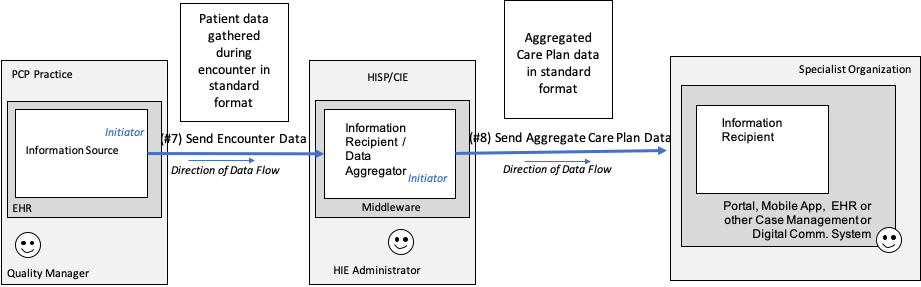 Patient data
gathered
during
encounter in
standard
format
Aggregated
Care Plan data
in standard
format
PCP Practice
HISP/CIE
Specialist Organization
Initiator
Information Source
EHR
Quality Manager
(#7) Send Encounter Data
Direction of Data Flow
Information
Recipient /
Data
Aggregator
Initiator
Middleware
HIE Administrator
(#8) Send Aggregate Care Plan Data
Direction of Data Flow
Information
Recipient
Portal, Mobile App, EHR or
other Case Management or
Digital Comm. System